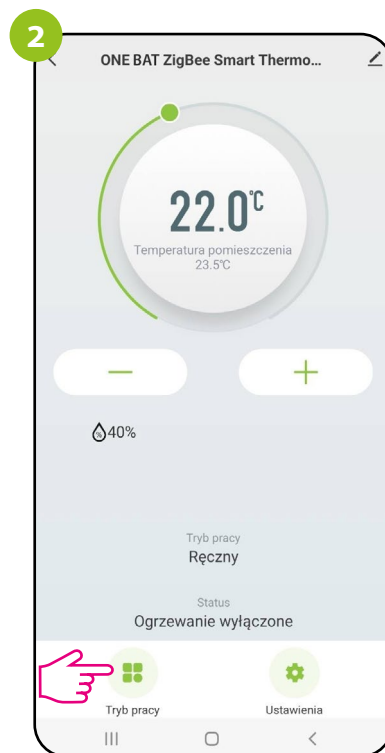 2
ONE BAT ZigBee Smart Thermo...
22.0°C
Temperatura pomieszczenia
23.5°C
40%
Tryb pracy
Ręczny
Status
Ogrzewanie wyłączone
Tryb pracy
Ustawienia